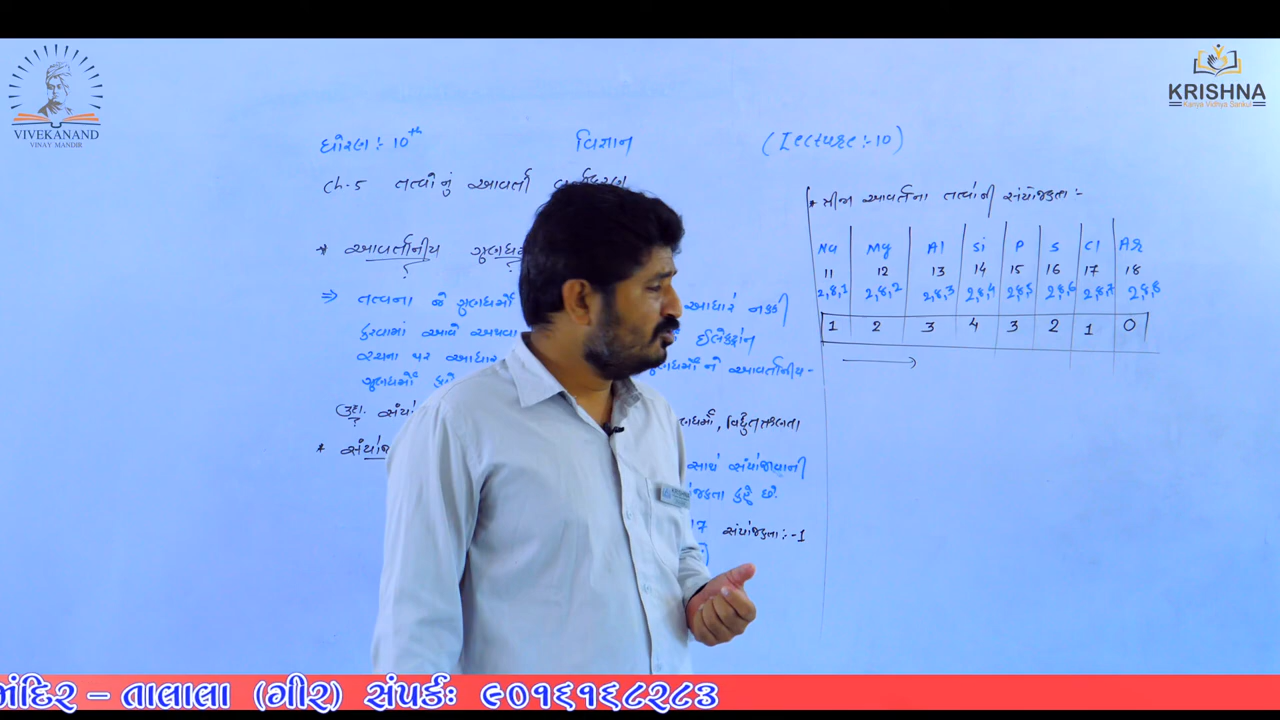 VIVEKANAND
VINAY MANDIR
KRISHNA
Kanya Vidhya Sankul
ધોરણ :- 10th વિજ્ઞાન (Lecture :- 10)
Ch-5 તત્વોનું આવર્તી
* આવર્તનીય
⇒ તત્વના જે ગુણધર્મો આધારે નક્કી
કરવામાં આવે અથવા ઈલેક્ટ્રોન
રચના પર આધાર ગુણધર્મોને આવર્તનીય-
ગુણધર્મો કહે
ઉદા. , વિદ્યુતઋણતા
* સાથે સંયોજાવાની
કહે છે.
17 સંયોજકતા :- 1
* ત્રીજા આવર્તના તત્વોની સંયોજકતા :-
Na Mg Al Si P S Cl Ar
11 12 13 14 15 16 17 18
2,8,1 2,8,2 2,8,3 2,8,4 2,8,5 2,8,6 2,8,7 2,8,8
1 2 3 4 3 2 1 0
KRISHNA
મંદિર – તાલાલા (ગીર) સંપર્કઃ ૯૦૧૬૧૬૮૨૮૩